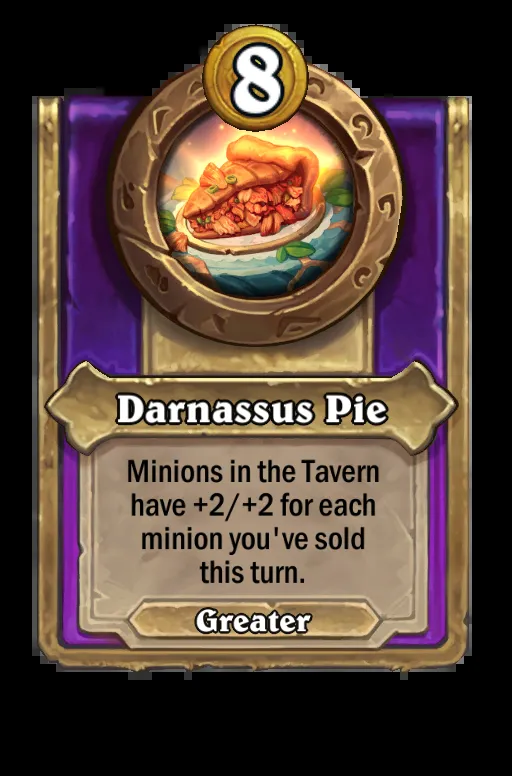 8
Darnassus Pie
Minions in the Tavern
have +2/+2 for each
minion you've sold
this turn.
Greater